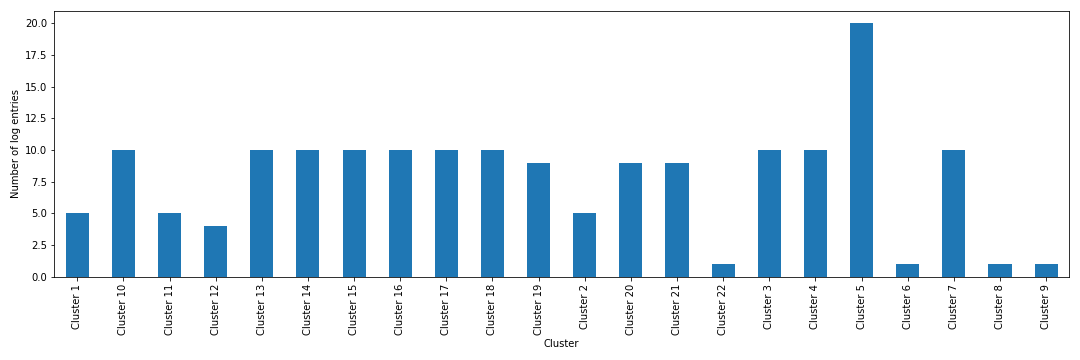 Number of log entries
20.0
17.5
15.0
12.5
10.0
7.5
5.0
2.5
0.0
Cluster 1
Cluster 10
Cluster 11
Cluster 12
Cluster 13
Cluster 14
Cluster 15
Cluster 16
Cluster 17
Cluster 18
Cluster 19
Cluster 2
Cluster 20
Cluster 21
Cluster 22
Cluster 3
Cluster 4
Cluster 5
Cluster 6
Cluster 7
Cluster 8
Cluster 9
Cluster